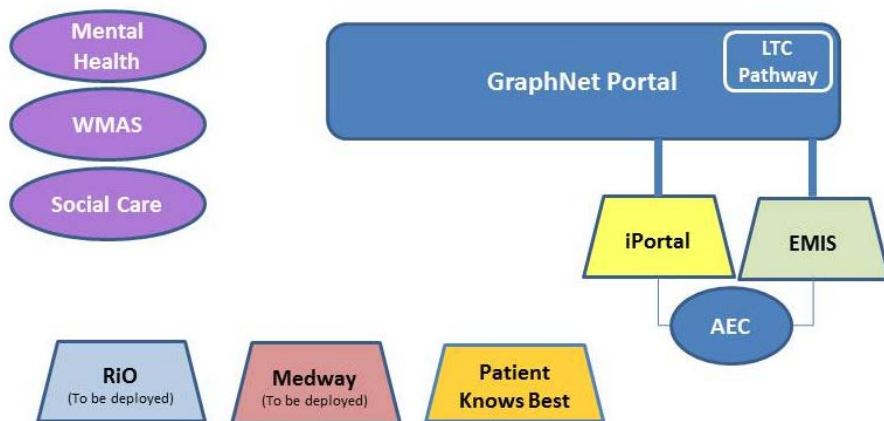 Mental
Health
WMAS
Social Care
GraphNet Portal
LTC
Pathway
iPortal
EMIS
AEC
RiO
(To be deployed)
Medway
(To be deployed)
Patient
Knows Best